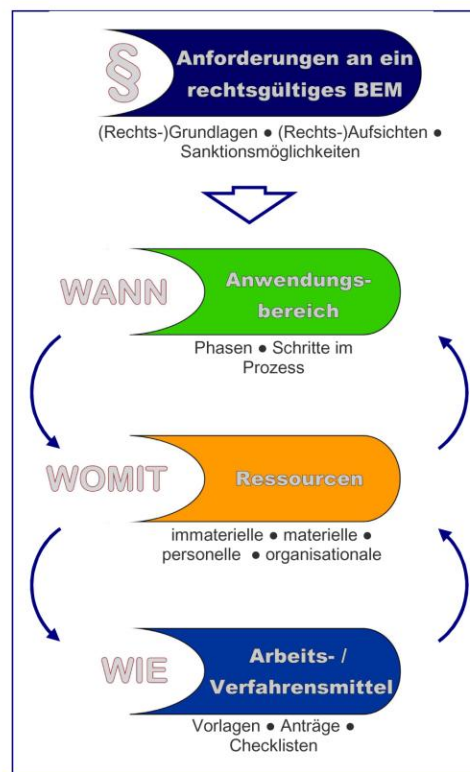 §
Anforderungen an ein
rechtsgültiges BEM
(Rechts-)Grundlagen ● (Rechts-)Aufsichten ●
Sanktionsmöglichkeiten
WANN
Anwendungs-
bereich
Phasen ● Schritte im
Prozess
WOMIT
Ressourcen
immaterielle ● materielle ●
personelle ● organisationale
WIE
Arbeits- /
Verfahrensmittel
Vorlagen ● Anträge ●
Checklisten